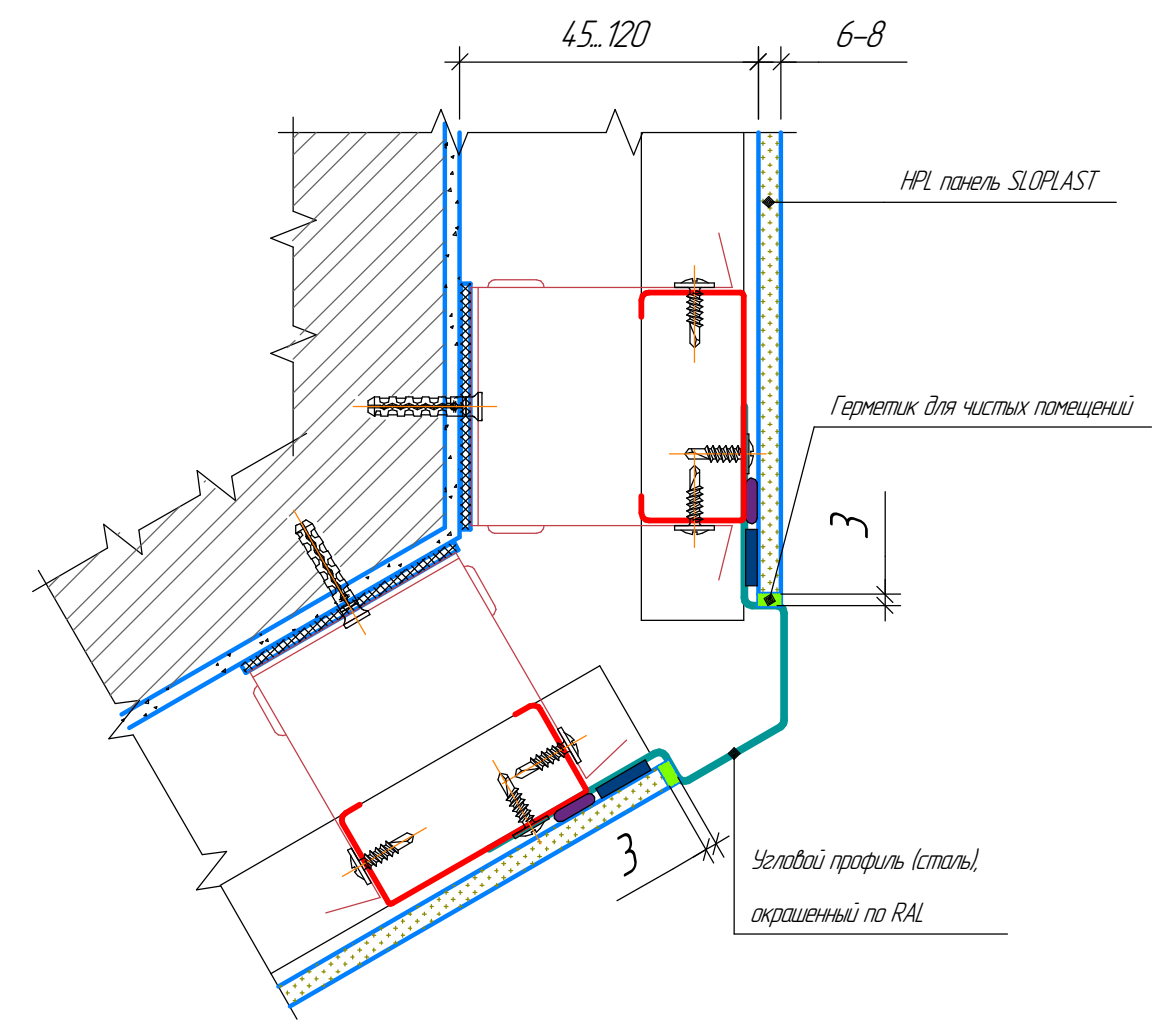 45...120
6-8
HPL панель SLOPLAST
Герметик для чистых помещений
3
3
Угловой профиль (сталь),
окрашенный по RAL